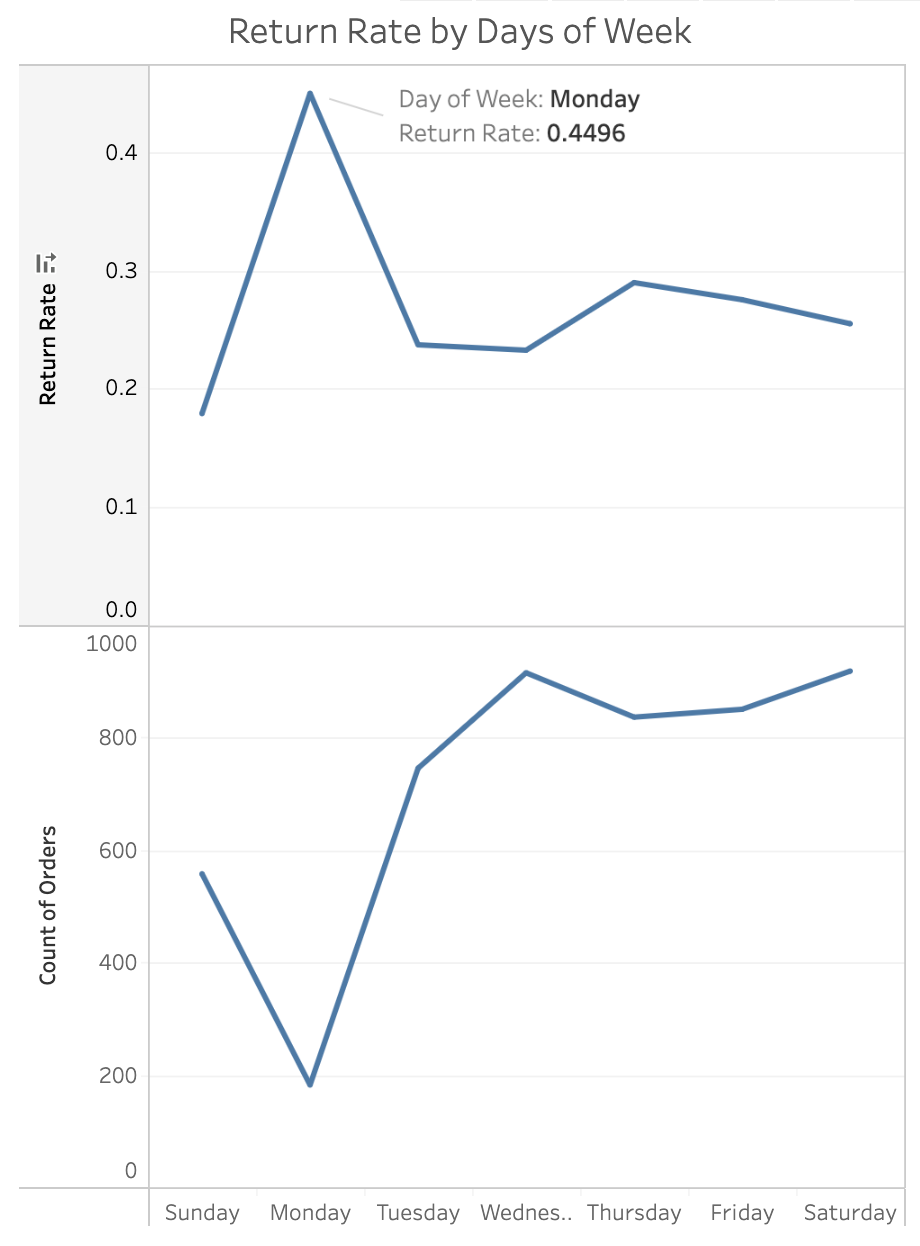 Return Rate by Days of Week
Day of Week: Monday
Return Rate: 0.4496
Return Rate
0.4
0.3
0.2
0.1
0.0
Count of Orders
1000
800
600
400
200
0
Sunday Monday Tuesday Wednes.. Thursday Friday Saturday